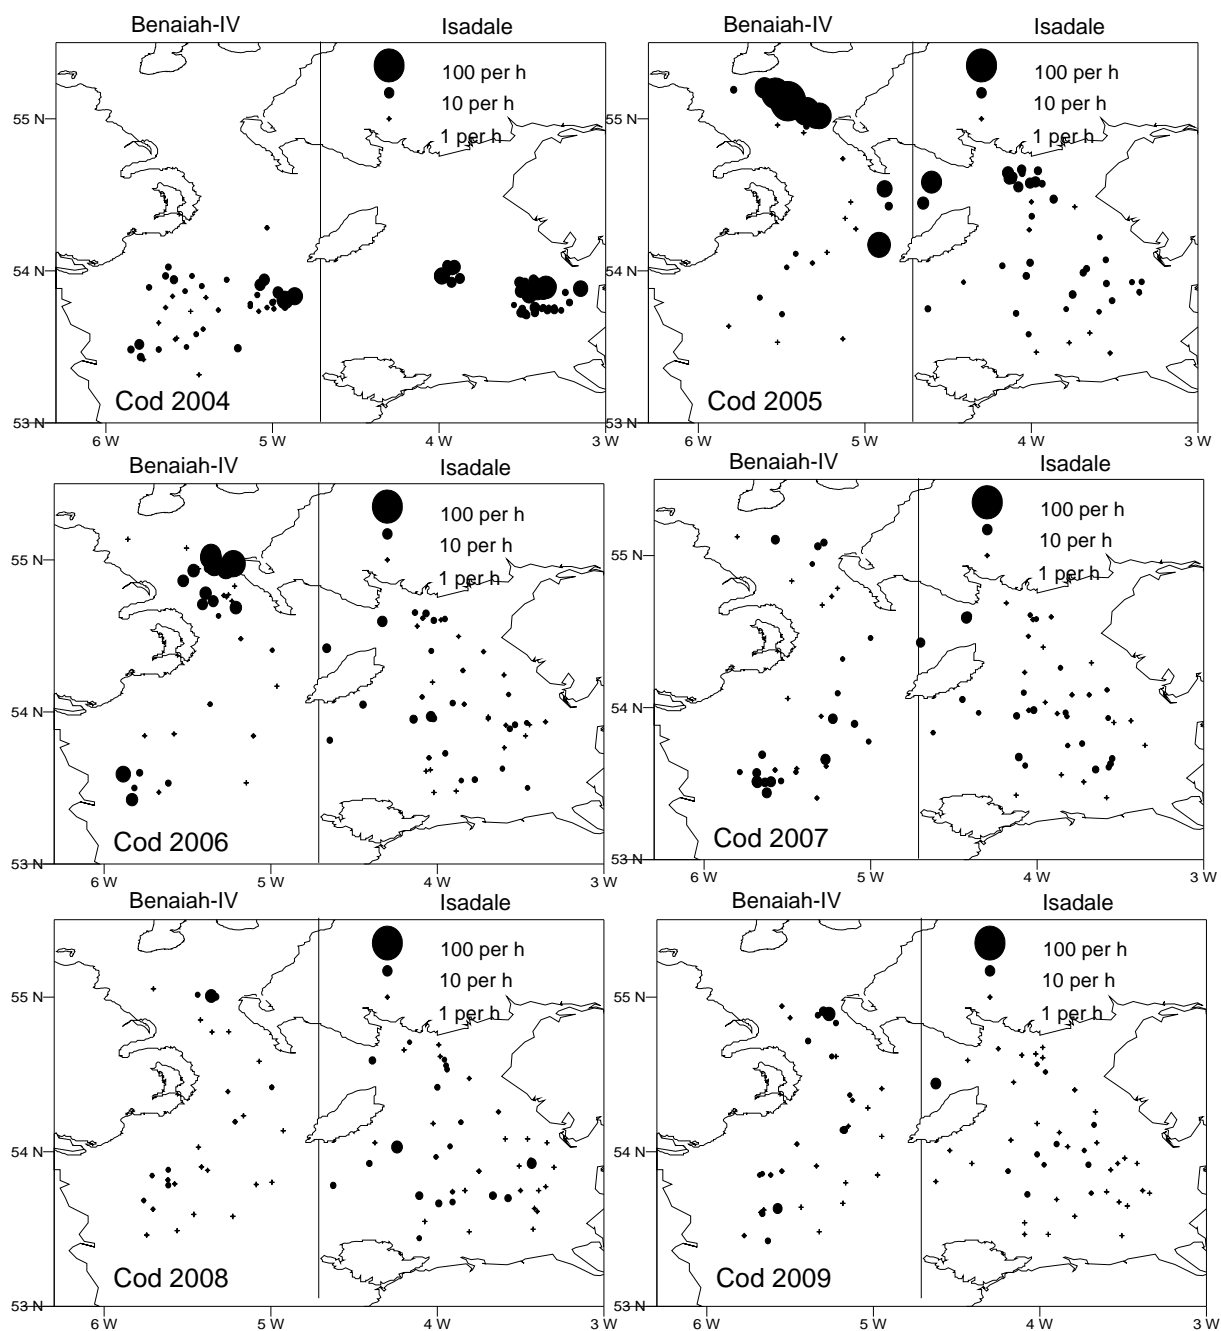 Benaiah-IV Isadale
100 per h
10 per h
1 per h
55 N
54 N
53 N
Cod 2004
6 W 5 W 4 W 3 W
100 per h
10 per h
1 per h
55 N
54 N
53 N
Cod 2005
6 W 5 W 4 W 3 W
Benaiah-IV Isadale
100 per h
10 per h
1 per h
55 N
54 N
53 N
Cod 2006
6 W 5 W 4 W 3 W
Benaiah-IV Isadale
100 per h
10 per h
1 per h
55 N
54 N
53 N
Cod 2007
6 W 5 W 4 W 3 W
Benaiah-IV Isadale
100 per h
10 per h
1 per h
55 N
54 N
53 N
Cod 2008
6 W 5 W 4 W 3 W
Benaiah-IV Isadale
100 per h
10 per h
1 per h
55 N
54 N
53 N
Cod 2009
6 W 5 W 4 W 3 W